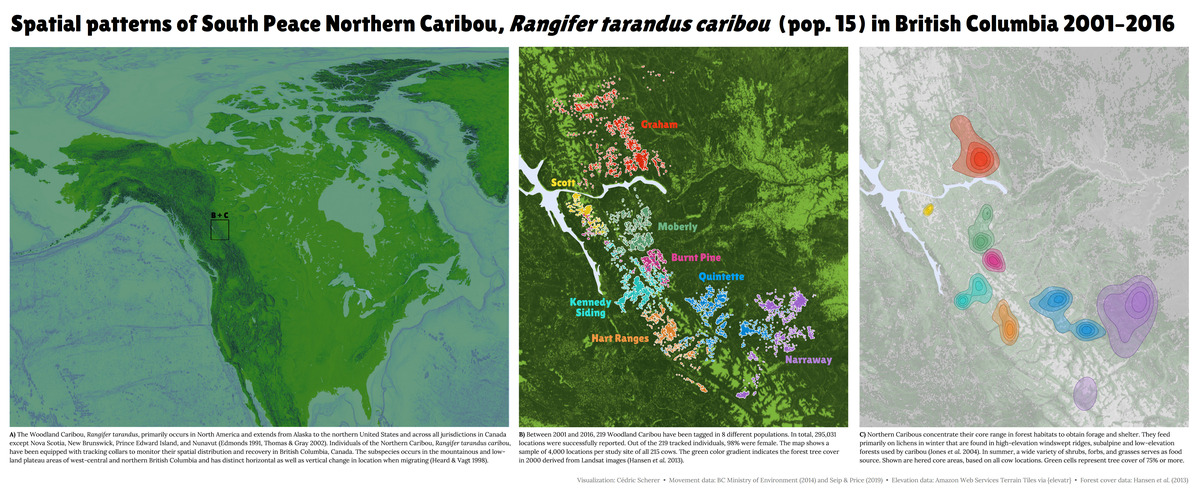 Spatial patterns of South Peace Northern Caribou, Rangifer tarandus caribou (pop. 15) in British Columbia 2001–2016
B + C
Graham
Scott
Moberly
Burnt Pine
Quintette
Kennedy
Siding
Hart Ranges
Narraway
A) The Woodland Caribou, Rangifer tarandus, primarily occurs in North America and extends from Alaska to the northern United States and across all jurisdictions in Canada
except Nova Scotia, New Brunswick, Prince Edward Island, and Nunavut (Edmonds 1991, Thomas & Gray 2002). Individuals of the Northern Caribou, Rangifer tarandus caribou,
have been equipped with tracking collars to monitor their spatial distribution and recovery in British Columbia, Canada. The subspecies occurs in the mountainous and low-
land plateau areas of west-central and northern British Columbia and has distinct horizontal as well as vertical change in location when migrating (Heard & Vagt 1998).
B) Between 2001 and 2016, 219 Woodland Caribou have been tagged in 8 different populations. In total, 295,031
locations were successfully reported. Out of the 219 tracked individuals, 98% were female. The map shows a
sample of 4,000 locations per study site of all 215 cows. The green color gradient indicates the forest tree cover
in 2000 derived from Landsat images (Hansen et al. 2013).
C) Northern Caribous concentrate their core range in forest habitats to obtain forage and shelter. They feed
primarily on lichens in winter that are found in high-elevation windswept ridges, subalpine and low-elevation
forests used by caribou (Jones et al. 2004). In summer, a wide variety of shrubs, forbs, and grasses serves as food
source. Shown are hered core areas, based on all cow locations. Green cells represent tree cover of 75% or more.
Visualization: Cédric Scherer • Movement data: BC Ministry of Environment (2014) and Seip & Price (2019) • Elevation data: Amazon Web Services Terrain Tiles via {elevatr} • Forest cover data: Hansen et al. (2013)